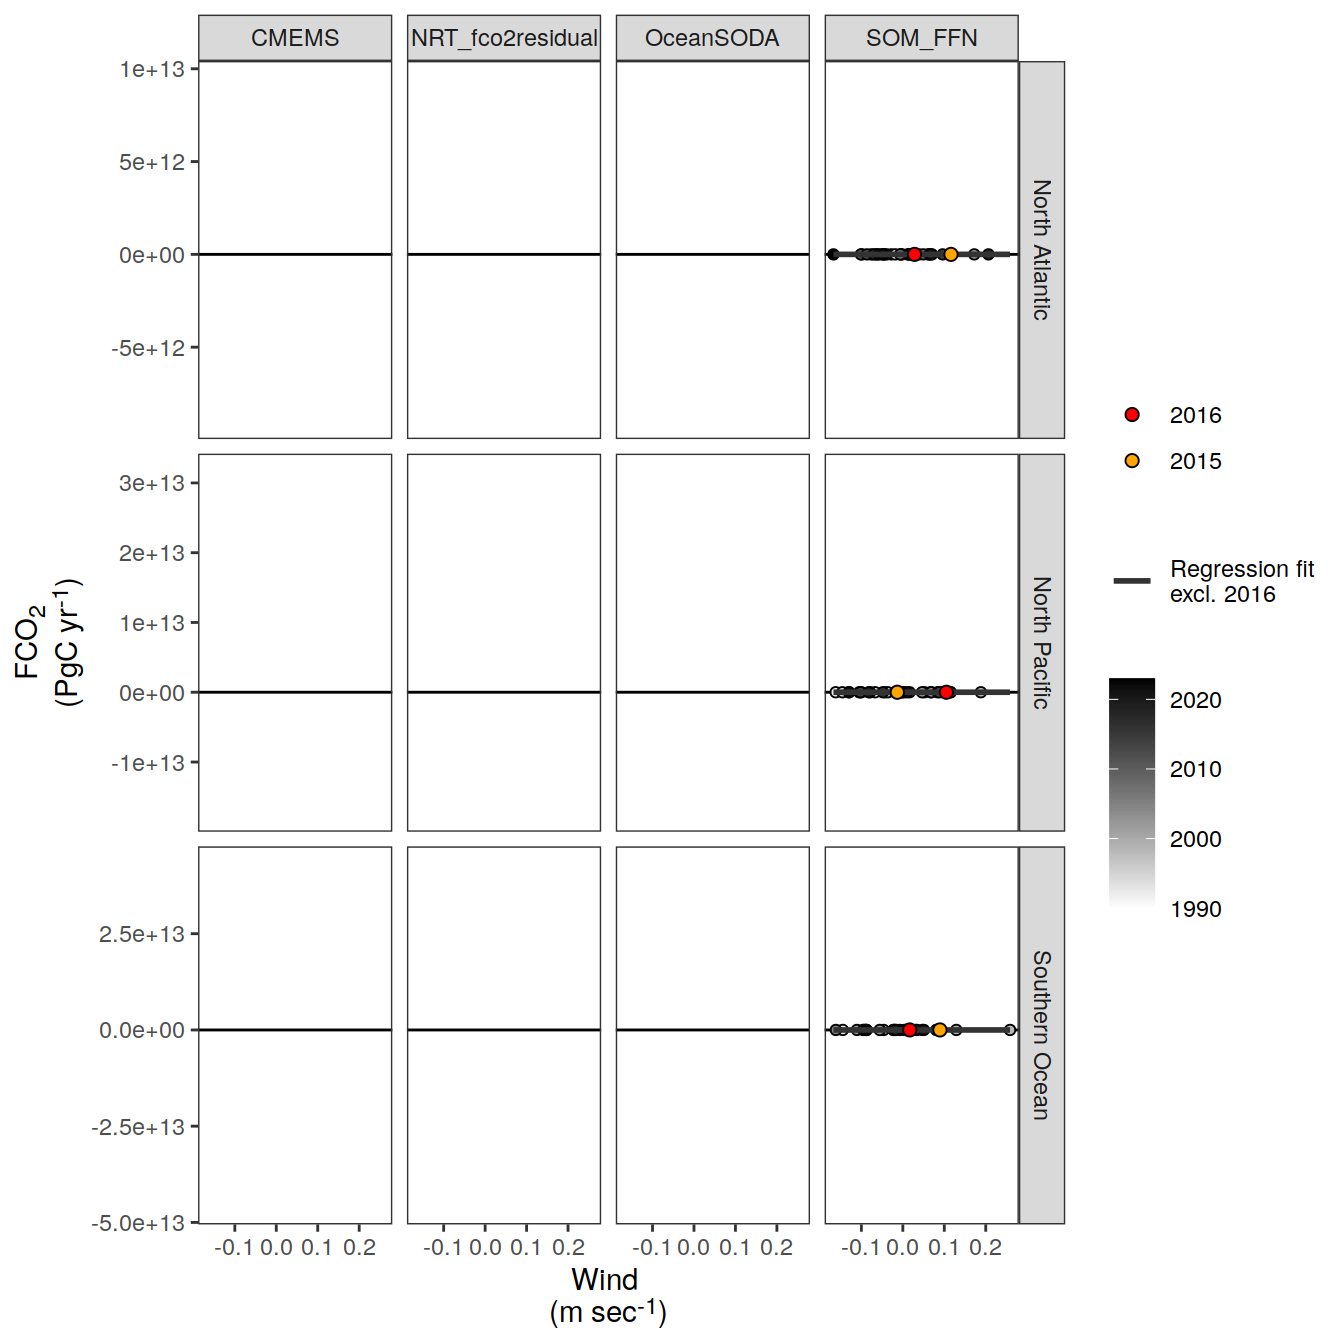 CMEMS NRT_fco2residual OceanSODA SOM_FFN
1e+13
5e+12
0e+00
-5e+12
North Atlantic
3e+13
2e+13
1e+13
0e+00
-1e+13
North Pacific
2.5e+13
0.0e+00
-2.5e+13
-5.0e+13
Southern Ocean
-0.1 0.0 0.1 0.2 -0.1 0.0 0.1 0.2 -0.1 0.0 0.1 0.2 -0.1 0.0 0.1 0.2
Wind
(m sec⁻¹)
FCO₂
(PgC yr⁻¹)
2016
2015
Regression fit
excl. 2016
2020
2010
2000
1990